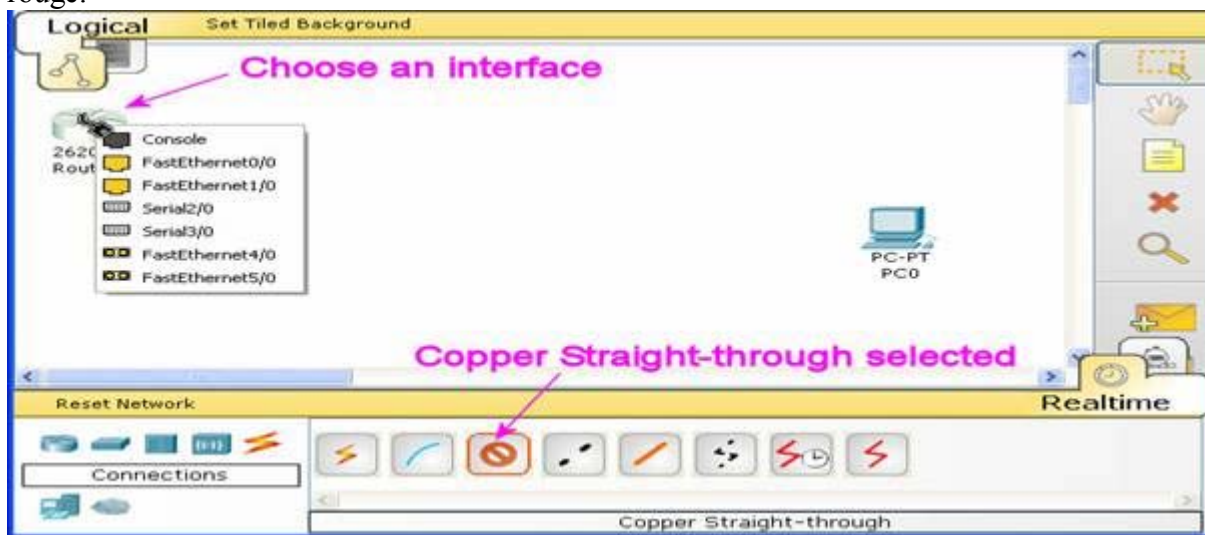 rouge.
Logical
Set Tiled Background
Choose an interface
Console
FastEthernet0/0
FastEthernet1/0
Serial2/0
Serial3/0
FastEthernet4/0
FastEthernet5/0
PC-PT
PC0
Copper Straight-through selected
Reset Network
Realtime
Connections
Copper Straight-through